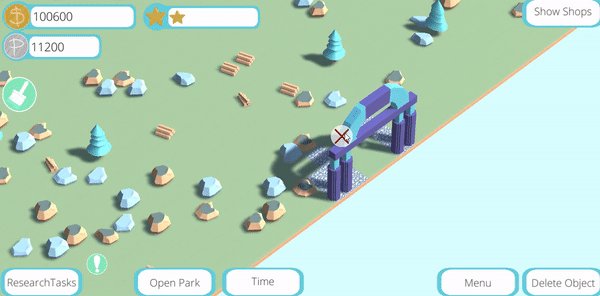 100600
Show Shops
11200
ResearchTasks
Open Park
Time
Menu
Delete Object